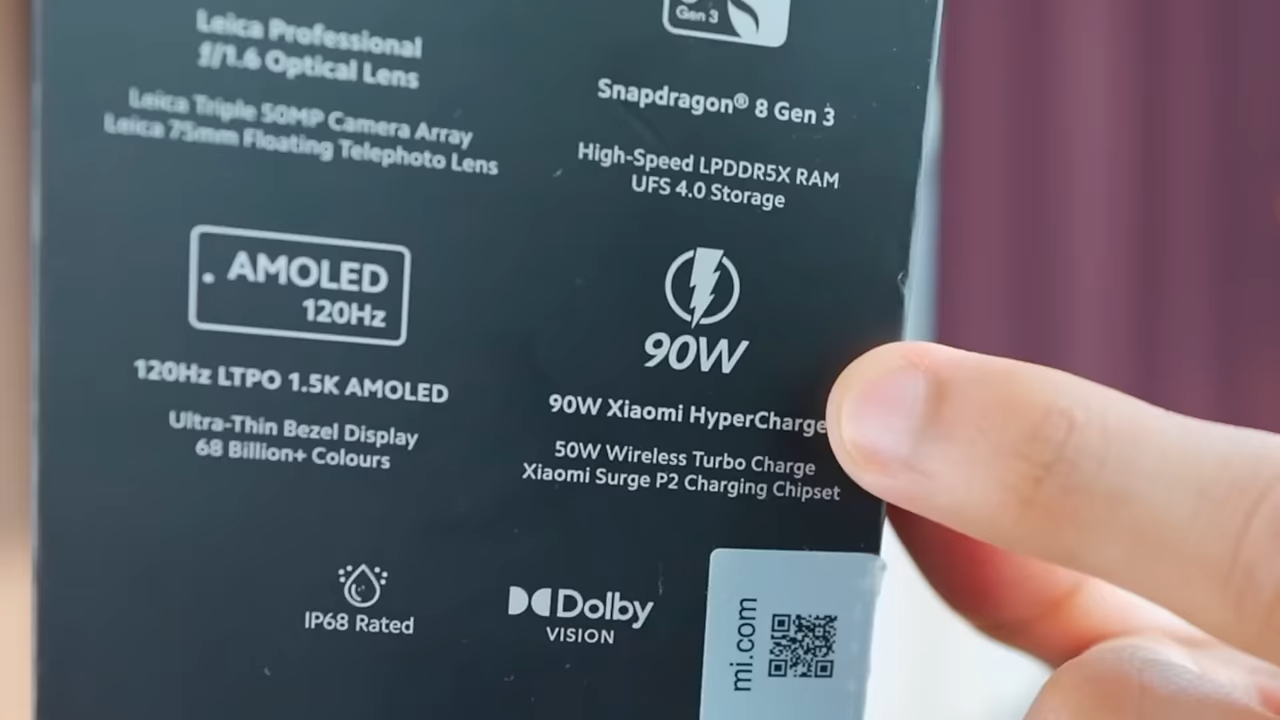 Leica Professional
ƒ/1.6 Optical Lens
Leica Triple 50MP Camera Array
Leica 75mm Floating Telephoto Lens
Gen 3
Snapdragon® 8 Gen 3
High-Speed LPDDR5X RAM
UFS 4.0 Storage
AMOLED
120Hz
120Hz LTPO 1.5K AMOLED
Ultra-Thin Bezel Display
68 Billion+ Colours
90W
90W Xiaomi HyperCharge
50W Wireless Turbo Charge
Xiaomi Surge P2 Charging Chipset
IP68 Rated
Dolby
VISION
mi.com